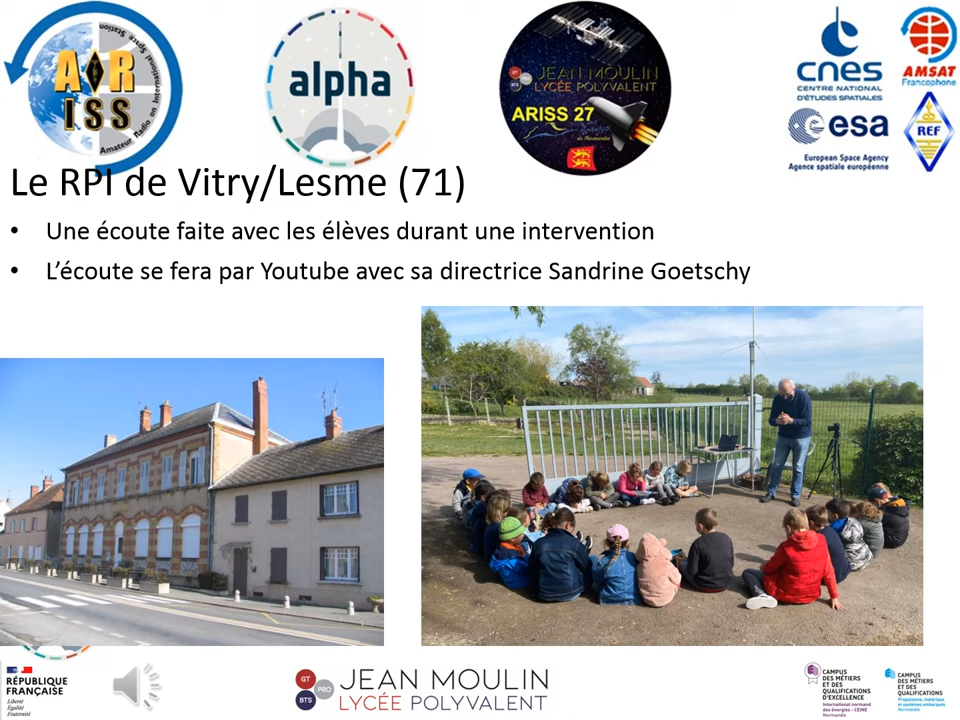 Amateur Radio on International Space Station
ARISS
alpha
cnes
CENTRE NATIONAL
D'ÉTUDES SPATIALES
AMSAT
Francophone
JEAN MOULIN
LYCÉE POLYVALENT
ARISS 27
esa
European Space Agency
Agence spatiale européenne
REF
Le RPI de Vitry/Lesme (71)
• Une écoute faite avec les élèves durant une intervention
• L'écoute se fera par Youtube avec sa directrice Sandrine Goetschy
RÉPUBLIQUE
FRANÇAISE
Liberté
Égalité
Fraternité
GT
PRO
BTS
JEAN MOULIN
LYCÉE POLYVALENT
CAMPUS
DES MÉTIERS
ET DES
QUALIFICATIONS
D'EXCELLENCE
International normand
des énergies - CEINE
Normandie
CAMPUS
DES MÉTIERS
ET DES
QUALIFICATIONS
Propulsions, matériaux
et systèmes embarqués
Normandie